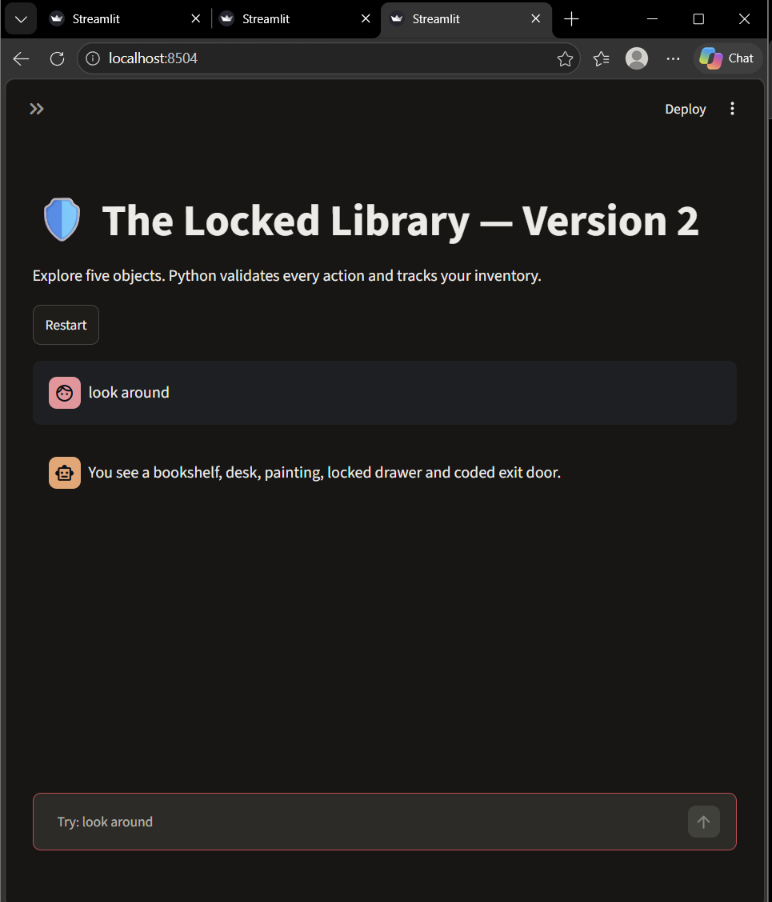 Streamlit
Streamlit
Streamlit
localhost:8504
Chat
Deploy
The Locked Library — Version 2
Explore five objects. Python validates every action and tracks your inventory.
Restart
look around
You see a bookshelf, desk, painting, locked drawer and coded exit door.
Try: look around